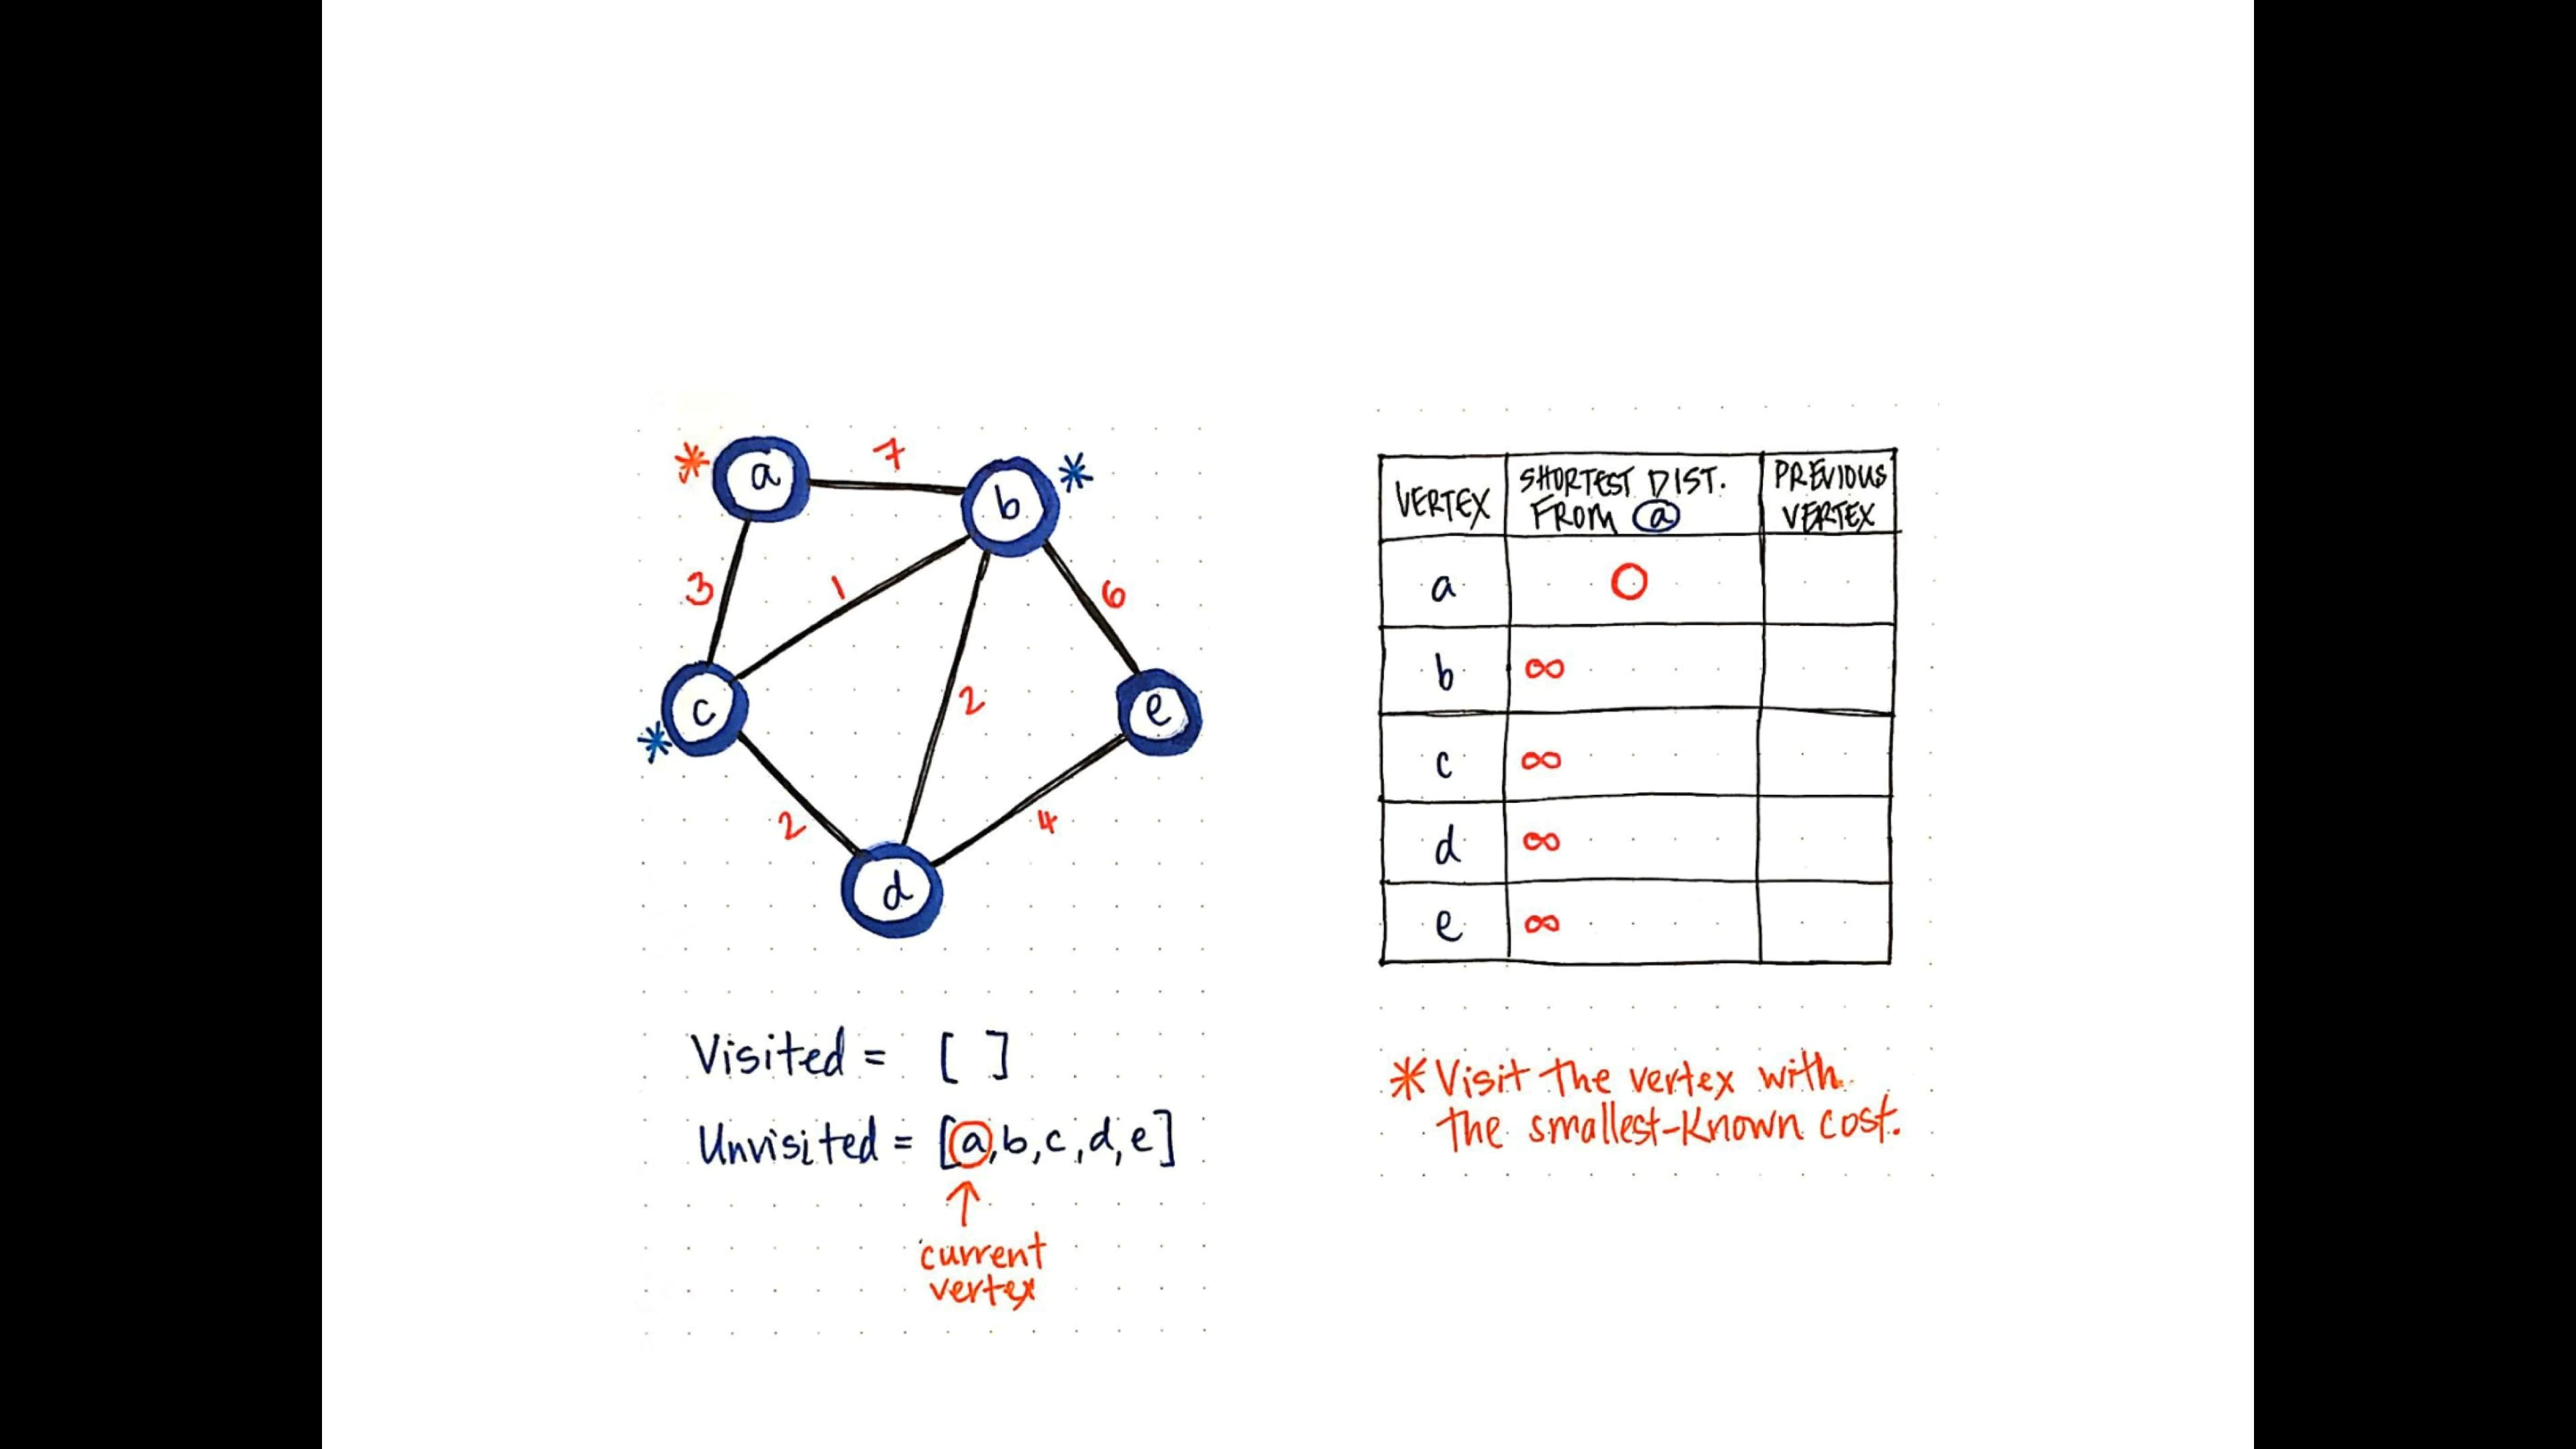 a
7
b
3
1
6
c
2
e
2
4
d
Visited = [ ]
Unvisited = [a,b,c,d,e]
↑
current
vertex
VERTEX
SHORTEST DIST.
FROM a
PREVIOUS
VERTEX
a 0
b ∞
c ∞
d ∞
e ∞
* Visit the vertex with
the smallest-known cost.